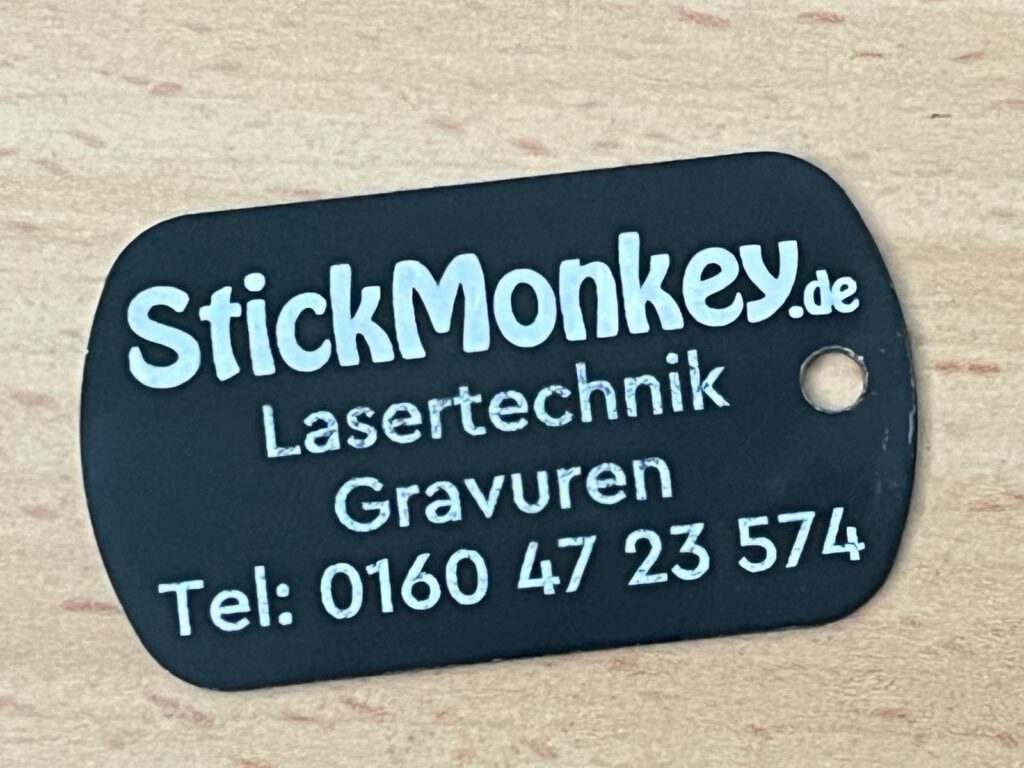 StickMonkey.de
Lasertechnik
Gravuren
Tel: 0160 47 23 574